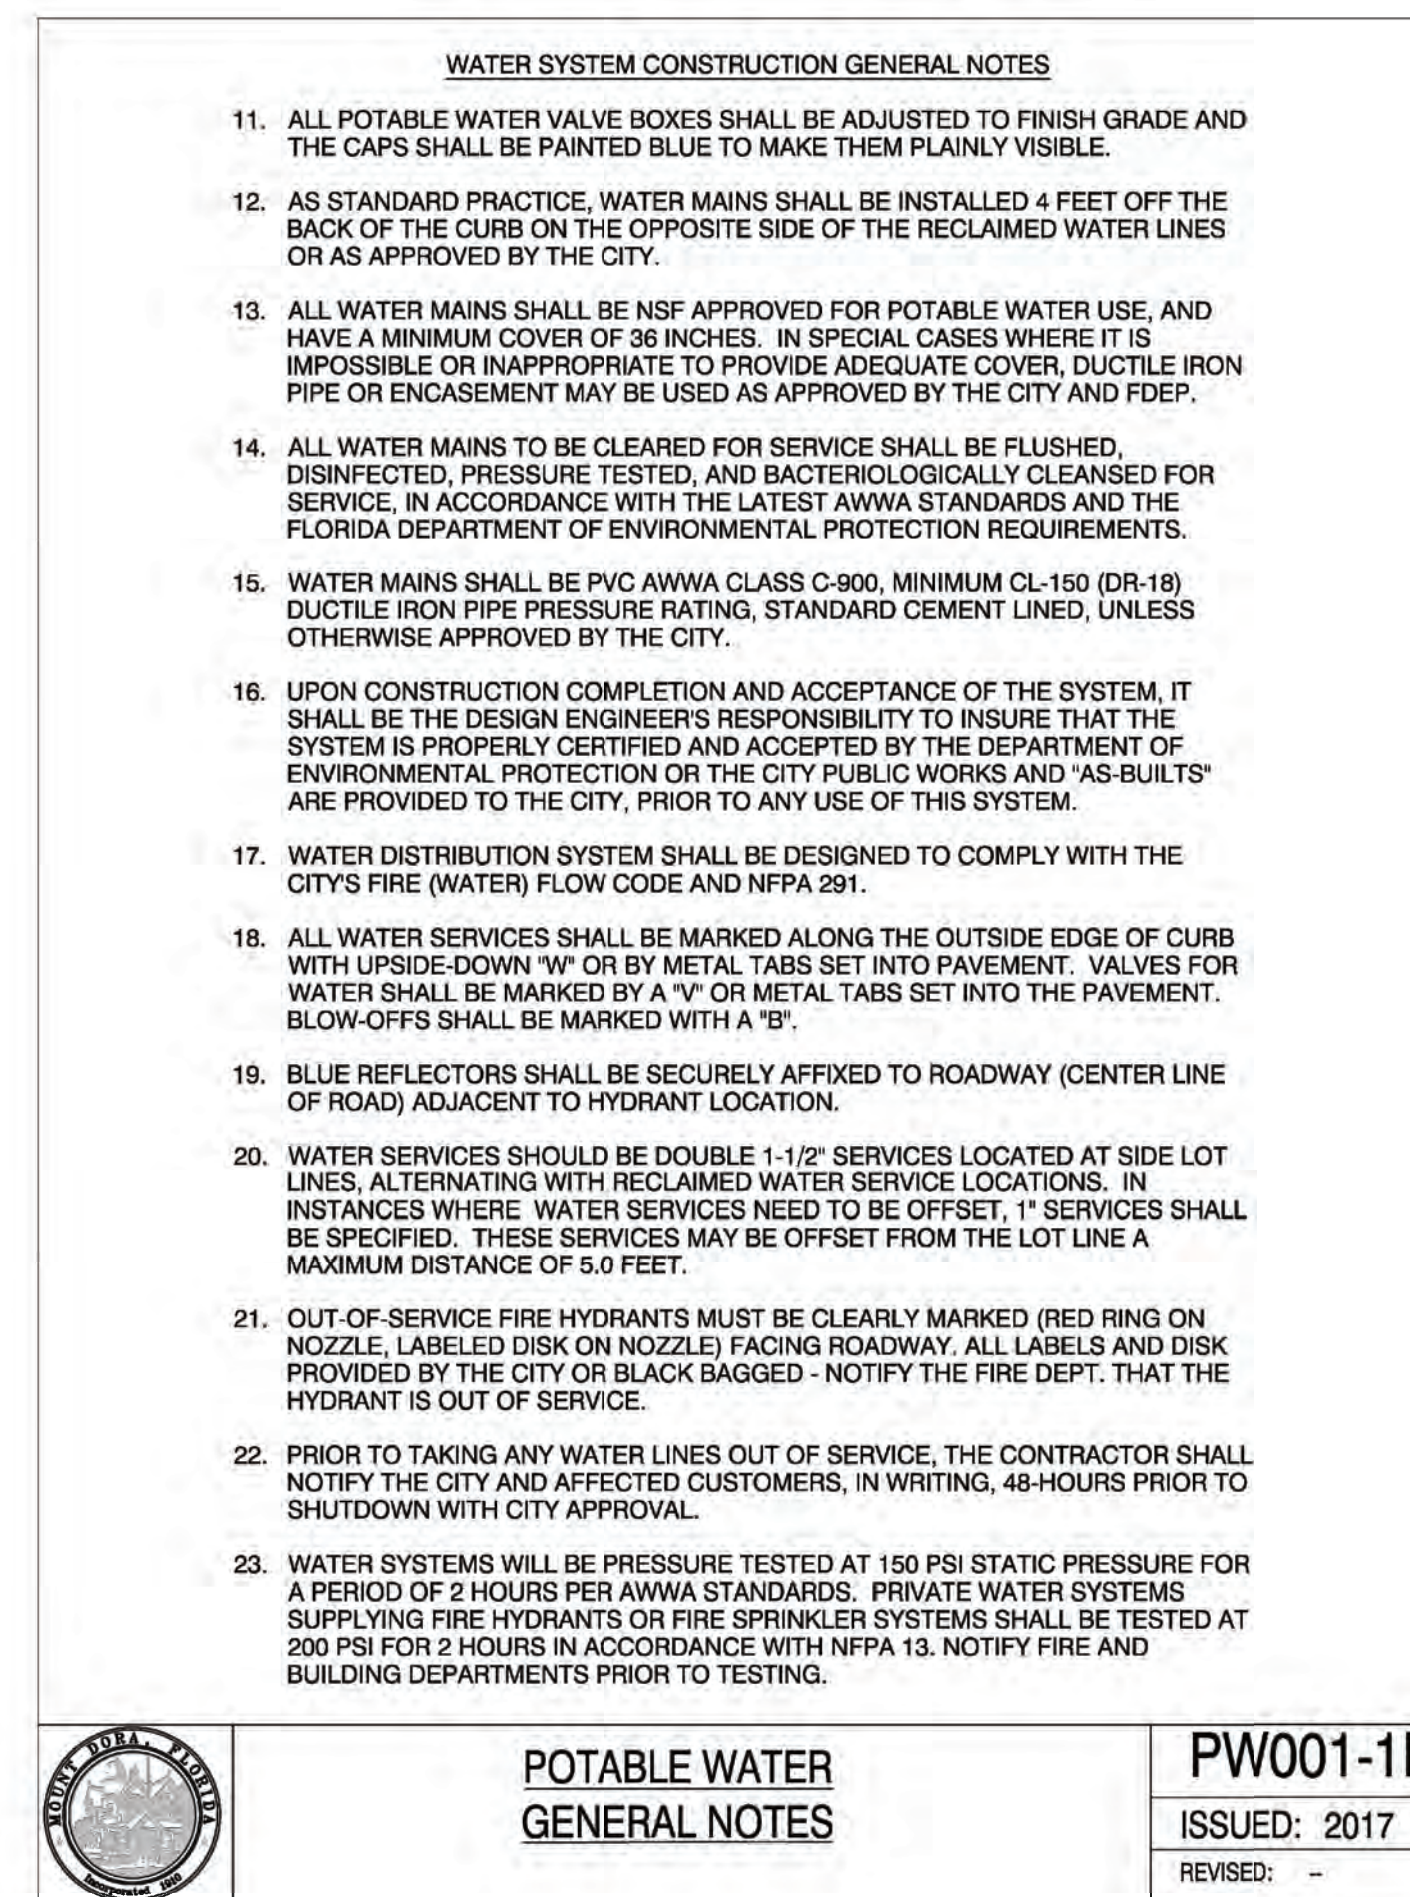 WATER SYSTEM CONSTRUCTION GENERAL NOTES
11. ALL POTABLE WATER VALVE BOXES SHALL BE ADJUSTED TO FINISH GRADE AND
THE CAPS SHALL BE PAINTED BLUE TO MAKE THEM PLAINLY VISIBLE.
12. AS STANDARD PRACTICE, WATER MAINS SHALL BE INSTALLED 4 FEET OFF THE
BACK OF THE CURB ON THE OPPOSITE SIDE OF THE RECLAIMED WATER LINES
OR AS APPROVED BY THE CITY.
13. ALL WATER MAINS SHALL BE NSF APPROVED FOR POTABLE WATER USE, AND
HAVE A MINIMUM COVER OF 36 INCHES. IN SPECIAL CASES WHERE IT IS
IMPOSSIBLE OR INAPPROPRIATE TO PROVIDE ADEQUATE COVER, DUCTILE IRON
PIPE OR ENCASEMENT MAY BE USED AS APPROVED BY THE CITY AND FDEP.
14. ALL WATER MAINS TO BE CLEARED FOR SERVICE SHALL BE FLUSHED,
DISINFECTED, PRESSURE TESTED, AND BACTERIOLOGICALLY CLEANSED FOR
SERVICE, IN ACCORDANCE WITH THE LATEST AWWA STANDARDS AND THE
FLORIDA DEPARTMENT OF ENVIRONMENTAL PROTECTION REQUIREMENTS.
15. WATER MAINS SHALL BE PVC AWWA CLASS C-900, MINIMUM CL-150 (DR-18)
DUCTILE IRON PIPE PRESSURE RATING, STANDARD CEMENT LINED, UNLESS
OTHERWISE APPROVED BY THE CITY.
16. UPON CONSTRUCTION COMPLETION AND ACCEPTANCE OF THE SYSTEM, IT
SHALL BE THE DESIGN ENGINEER'S RESPONSIBILITY TO INSURE THAT THE
SYSTEM IS PROPERLY CERTIFIED AND ACCEPTED BY THE DEPARTMENT OF
ENVIRONMENTAL PROTECTION OR THE CITY PUBLIC WORKS AND "AS-BUILTS"
ARE PROVIDED TO THE CITY, PRIOR TO ANY USE OF THIS SYSTEM.
17. WATER DISTRIBUTION SYSTEM SHALL BE DESIGNED TO COMPLY WITH THE
CITY'S FIRE (WATER) FLOW CODE AND NFPA 291.
18. ALL WATER SERVICES SHALL BE MARKED ALONG THE OUTSIDE EDGE OF CURB
WITH UPSIDE-DOWN "W" OR BY METAL TABS SET INTO PAVEMENT. VALVES FOR
WATER SHALL BE MARKED BY A "V" OR METAL TABS SET INTO THE PAVEMENT.
BLOW-OFFS SHALL BE MARKED WITH A "B".
19. BLUE REFLECTORS SHALL BE SECURELY AFFIXED TO ROADWAY (CENTER LINE
OF ROAD) ADJACENT TO HYDRANT LOCATION.
20. WATER SERVICES SHOULD BE DOUBLE 1-1/2" SERVICES LOCATED AT SIDE LOT
LINES, ALTERNATING WITH RECLAIMED WATER SERVICE LOCATIONS. IN
INSTANCES WHERE WATER SERVICES NEED TO BE OFFSET, 1" SERVICES SHALL
BE SPECIFIED. THESE SERVICES MAY BE OFFSET FROM THE LOT LINE A
MAXIMUM DISTANCE OF 5.0 FEET.
21. OUT-OF-SERVICE FIRE HYDRANTS MUST BE CLEARLY MARKED (RED RING ON
NOZZLE, LABELED DISK ON NOZZLE) FACING ROADWAY. ALL LABELS AND DISK
PROVIDED BY THE CITY OR BLACK BAGGED - NOTIFY THE FIRE DEPT. THAT THE
HYDRANT IS OUT OF SERVICE.
22. PRIOR TO TAKING ANY WATER LINES OUT OF SERVICE, THE CONTRACTOR SHALL
NOTIFY THE CITY AND AFFECTED CUSTOMERS, IN WRITING, 48-HOURS PRIOR TO
SHUTDOWN WITH CITY APPROVAL.
23. WATER SYSTEMS WILL BE PRESSURE TESTED AT 150 PSI STATIC PRESSURE FOR
A PERIOD OF 2 HOURS PER AWWA STANDARDS. PRIVATE WATER SYSTEMS
SUPPLYING FIRE HYDRANTS OR FIRE SPRINKLER SYSTEMS SHALL BE TESTED AT
200 PSI FOR 2 HOURS IN ACCORDANCE WITH NFPA 13. NOTIFY FIRE AND
BUILDING DEPARTMENTS PRIOR TO TESTING.
MOUNT DORA, FLORIDA
Incorporated 1910
POTABLE WATER
GENERAL NOTES
PW001-1
ISSUED: 2017
REVISED: –